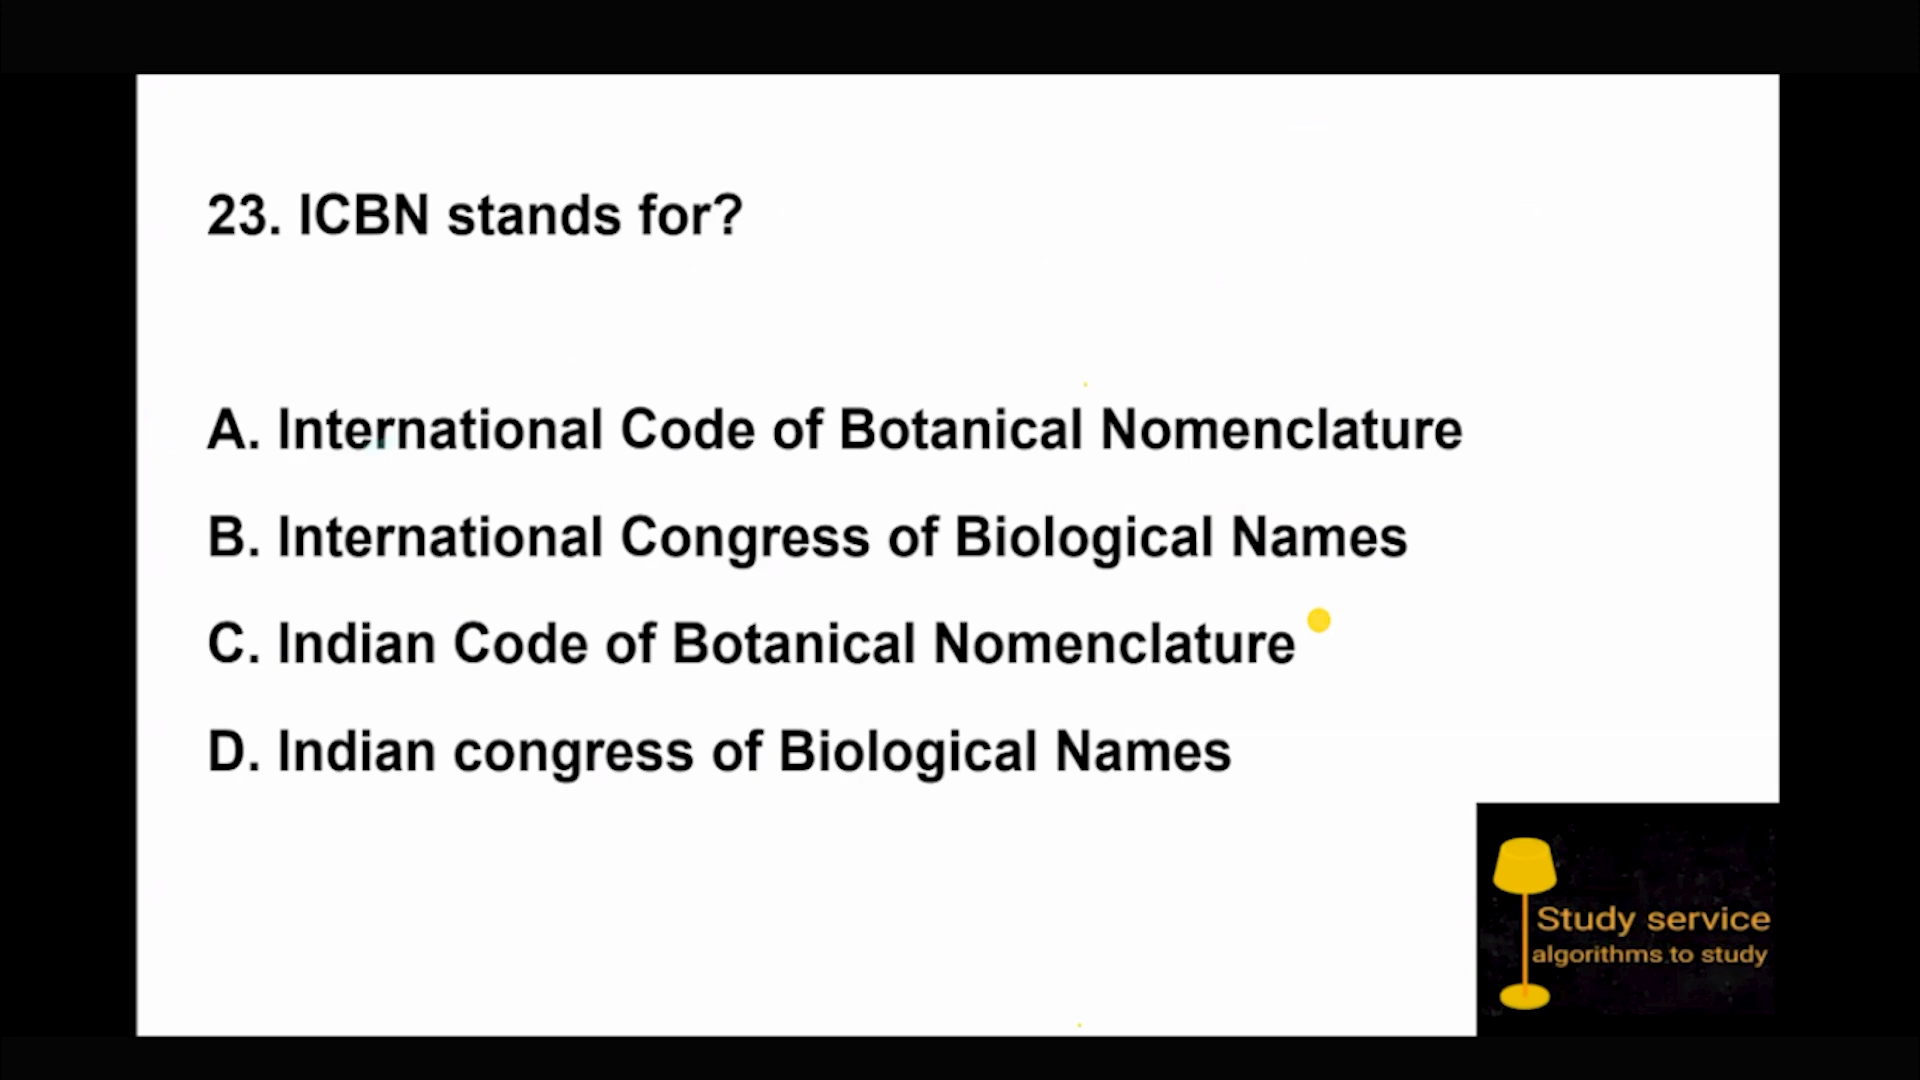 23. ICBN stands for?
A. International Code of Botanical Nomenclature
B. International Congress of Biological Names
C. Indian Code of Botanical Nomenclature
D. Indian congress of Biological Names
Study service
algorithms to study